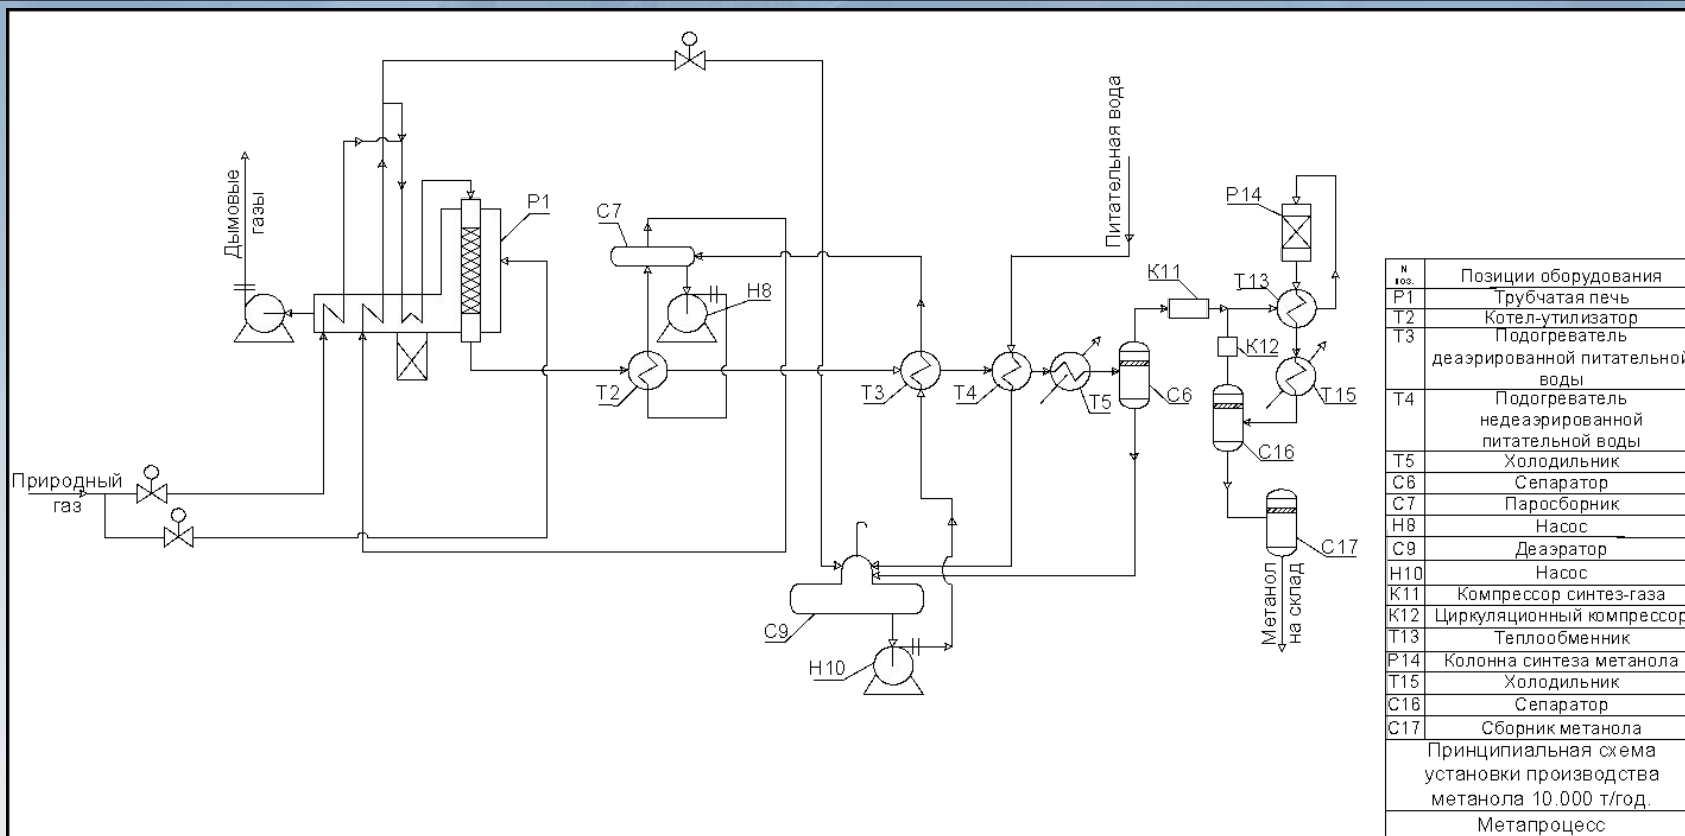 Дымовые
газы
Р1
С7
Н8
Питательная вода
Р14
К11
Т13
К12
Т2
Т3
Т4
Т5
С6
Т15
С16
Природный
газ
С17
С9
Н10
Метанол
на склад
N поз.
Позиции оборудования
Р1 Трубчатая печь
Т2 Котел-утилизатор
Т3 Подогреватель
деаэрированной питательной
воды
Т4 Подогреватель
недеаэрированной
питательной воды
Т5 Холодильник
С6 Сепаратор
С7 Паросборник
Н8 Насос
С9 Деаэратор
Н10 Насос
К11 Компрессор синтез-газа
К12 Циркуляционный компрессор
Т13 Теплообменник
Р14 Колонна синтеза метанола
Т15 Холодильник
С16 Сепаратор
С17 Сборник метанола
Принципиальная схема
установки производства
метанола 10.000 т/год.
Метапроцесс